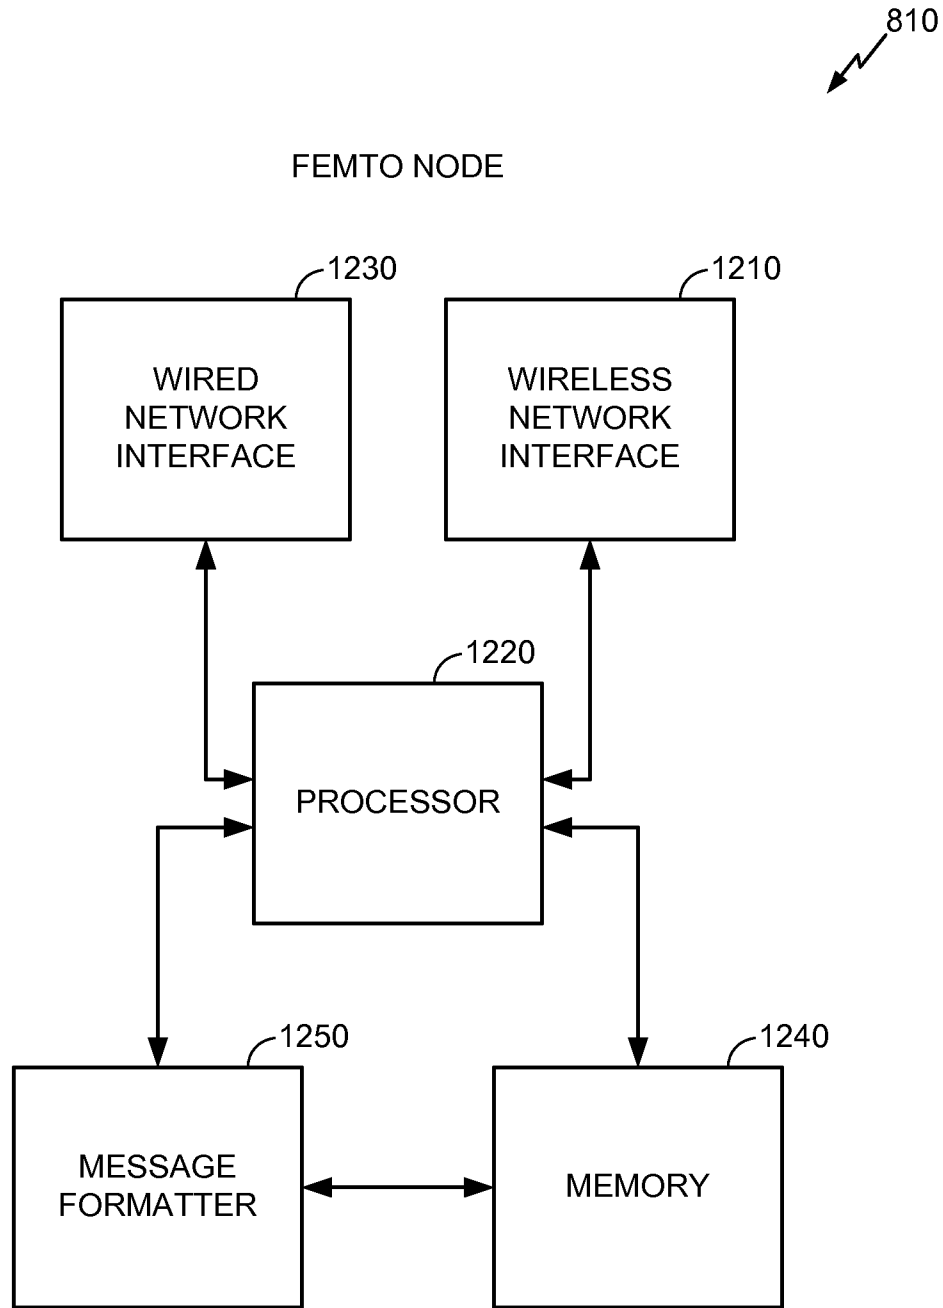 810
FEMTO NODE
1230
1210
WIRED
NETWORK
INTERFACE
WIRELESS
NETWORK
INTERFACE
1220
PROCESSOR
1250
1240
MESSAGE
FORMATTER
MEMORY